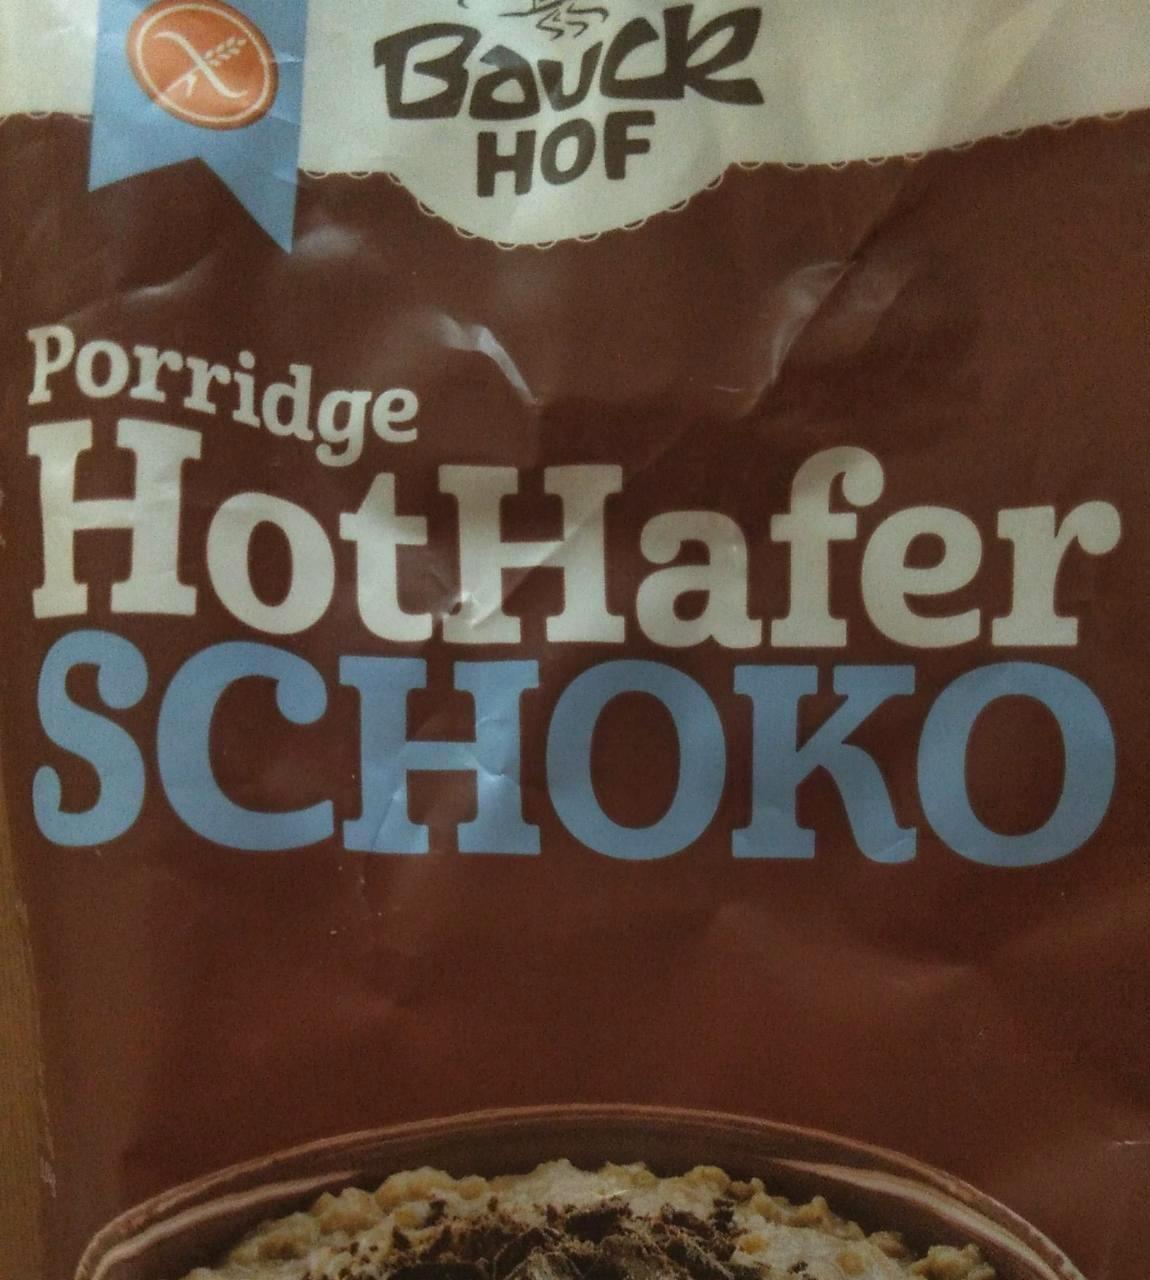 Bauck
HOF
Porridge
HotHafer
SCHOKO